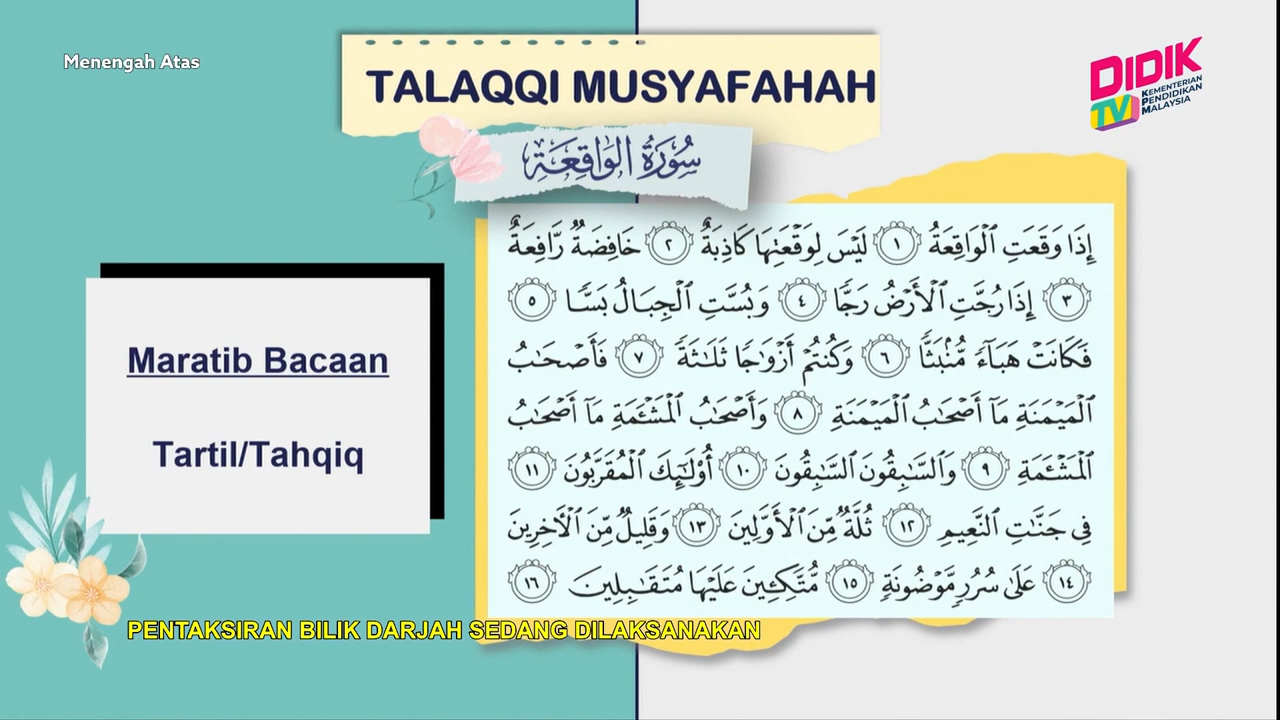 Menengah Atas
TALAQQI MUSYAFAHAH
DIDIK
TV KEMENTERIAN
PENDIDIKAN
MALAYSIA
سُورَةُ الوَاقِعَة
إِذَا وَقَعَتِ ٱلْوَاقِعَةُ ١ لَيْسَ لِوَقْعَتِهَا كَاذِبَةٌ ٢ خَافِضَةٌ رَّافِعَةٌ
٣ إِذَا رُجَّتِ ٱلْأَرْضُ رَجًّا ٤ وَبُسَّتِ ٱلْجِبَالُ بَسًّا ٥
فَكَانَتْ هَبَآءً مُّنۢبَثًّا ٦ وَكُنتُمْ أَزْوَٰجًا ثَلَٰثَةً ٧ فَأَصْحَٰبُ
ٱلْمَيْمَنَةِ مَآ أَصْحَٰبُ ٱلْمَيْمَنَةِ ٨ وَأَصْحَٰبُ ٱلْمَشْـَٔمَةِ مَآ أَصْحَٰبُ
ٱلْمَشْـَٔمَةِ ٩ وَٱلسَّٰبِقُونَ ٱلسَّٰبِقُونَ ١٠ أُو۟لَٰٓئِكَ ٱلْمُقَرَّبُونَ ١١
فِى جَنَّٰتِ ٱلنَّعِيمِ ١٢ ثُلَّةٌ مِّنَ ٱلْأَوَّلِينَ ١٣ وَقَلِيلٌ مِّنَ ٱلْأَخِرِينَ
١٤ عَلَىٰ سُرُرٍ مَّوْضُونَةٍ ١٥ مُّتَّكِـِٔينَ عَلَيْهَا مُتَقَٰبِلِينَ ١٦
Maratib Bacaan
Tartil/Tahqiq
PENTAKSIRAN BILIK DARJAH SEDANG DILAKSANAKAN